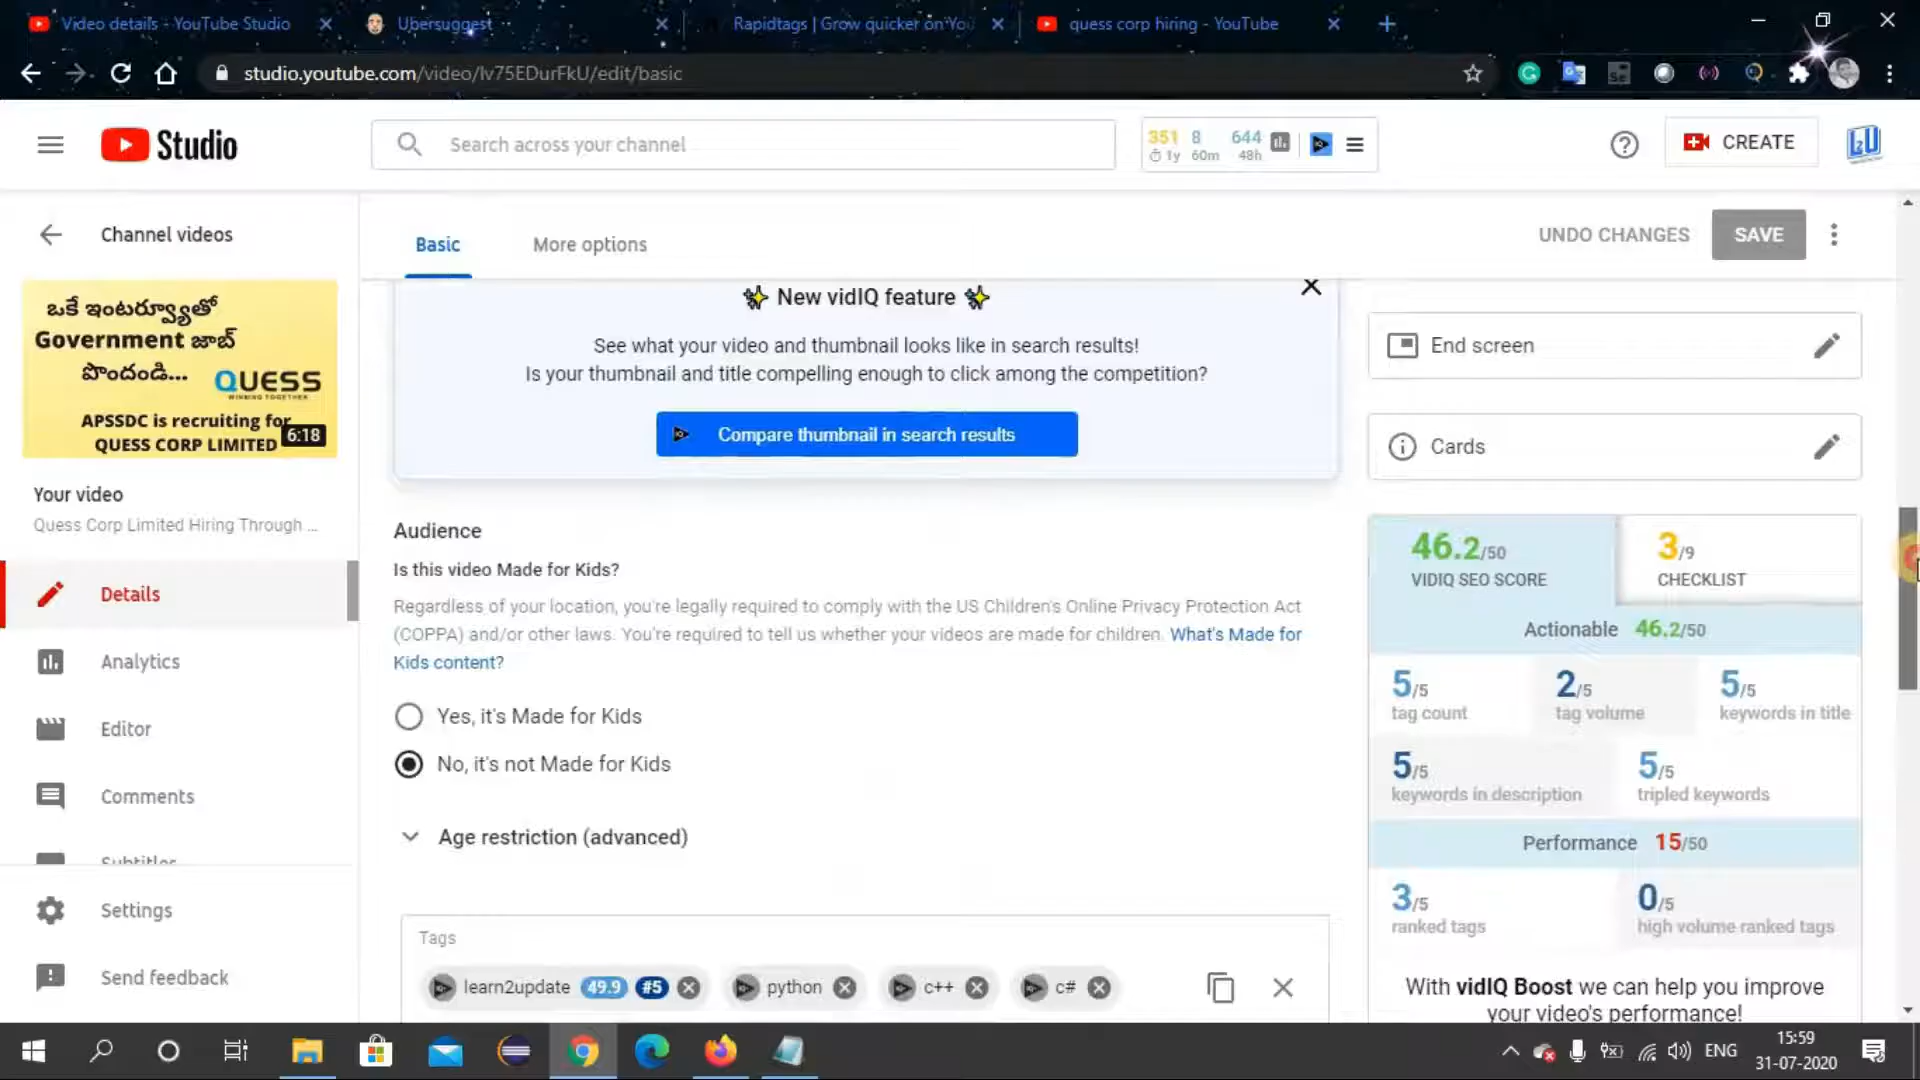 Video details - YouTube Studio
Ubersuggest
Rapidtags | Grow quicker on You
quess corp hiring - YouTube
studio.youtube.com/video/lv75EDurFkU/edit/basic
Studio
Search across your channel
351 8 644
1y 60m 48h
CREATE
L2U
Channel videos
Basic
More options
UNDO CHANGES
SAVE
ఒకే ఇంటర్వ్యూతో
Government జాబ్
పొందండి...
QUESS
WINNING TOGETHER
APSSDC is recruiting for
QUESS CORP LIMITED
6:18
Your video
Quess Corp Limited Hiring Through ...
Details
Analytics
Editor
Comments
Subtitles
Settings
Send feedback
✨ New vidIQ feature ✨
See what your video and thumbnail looks like in search results!
Is your thumbnail and title compelling enough to click among the competition?
Compare thumbnail in search results
Audience
Is this video Made for Kids?
Regardless of your location, you're legally required to comply with the US Children's Online Privacy Protection Act
(COPPA) and/or other laws. You're required to tell us whether your videos are made for children. What's Made for
Kids content?
Yes, it's Made for Kids
No, it's not Made for Kids
Age restriction (advanced)
Tags
learn2update 49.9 #5
python
c++
c#
End screen
Cards
46.2/50
VIDIQ SEO SCORE
3/9
CHECKLIST
Actionable 46.2/50
5/5
tag count
2/5
tag volume
5/5
keywords in title
5/5
keywords in description
5/5
tripled keywords
Performance 15/50
3/5
ranked tags
0/5
high volume ranked tags
With vidIQ Boost we can help you improve
your video's performance!
ENG
15:59
31-07-2020